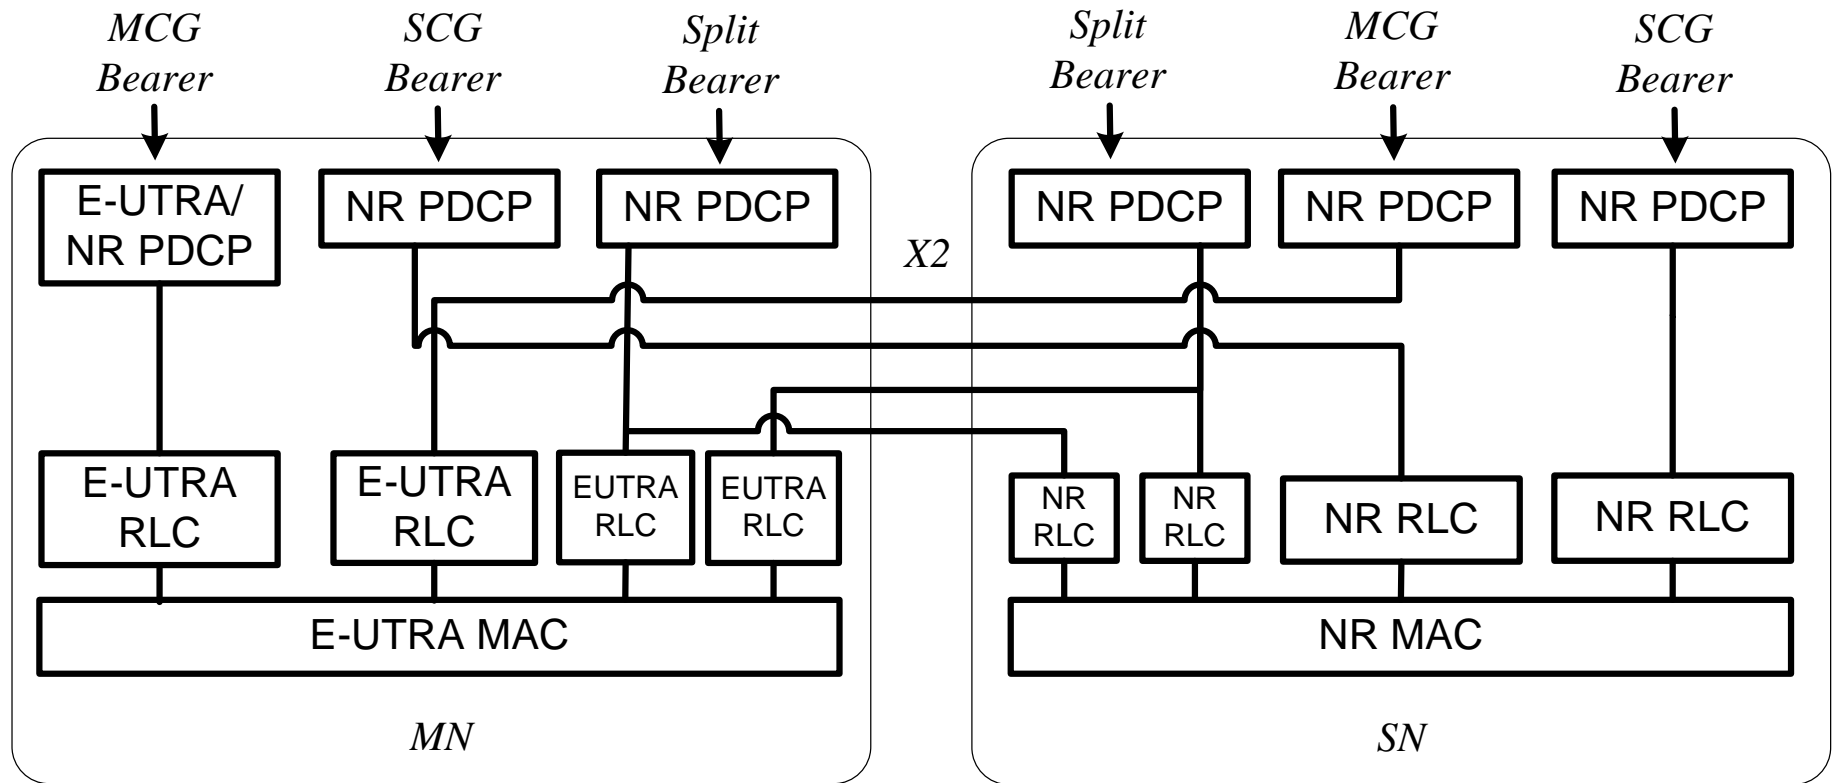 MCG
Bearer
SCG
Bearer
Split
Bearer
Split
Bearer
MCG
Bearer
SCG
Bearer
E-UTRA/
NR PDCP
NR PDCP
NR PDCP
NR PDCP
NR PDCP
NR PDCP
X2
E-UTRA
RLC
E-UTRA
RLC
EUTRA
RLC
EUTRA
RLC
NR
RLC
NR
RLC
NR RLC
NR RLC
E-UTRA MAC
NR MAC
MN
SN